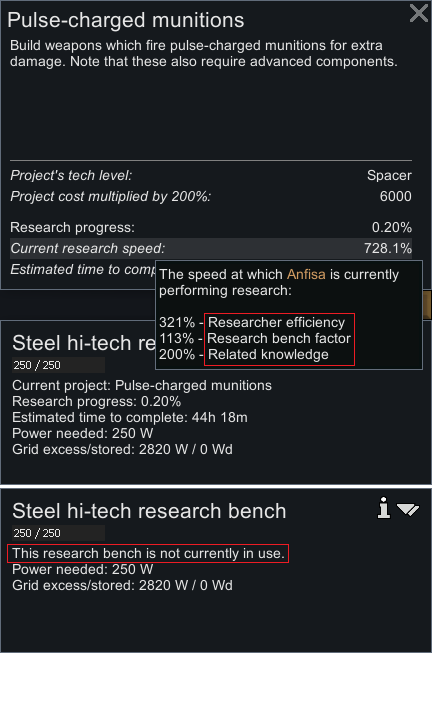 Pulse-charged munitions
Build weapons which fire pulse-charged munitions for extra
damage. Note that these also require advanced components.
Project's tech level: Spacer
Project cost multiplied by 200%: 6000
Research progress: 0.20%
Current research speed: 728.1%
Estimated time to comp
The speed at which Anfisa is currently
performing research:
321% - Researcher efficiency
113% - Research bench factor
200% - Related knowledge
Steel hi-tech re
250 / 250
Current project: Pulse-charged munitions
Research progress: 0.20%
Estimated time to complete: 44h 18m
Power needed: 250 W
Grid excess/stored: 2820 W / 0 Wd
Steel hi-tech research bench
250 / 250
This research bench is not currently in use.
Power needed: 250 W
Grid excess/stored: 2820 W / 0 Wd